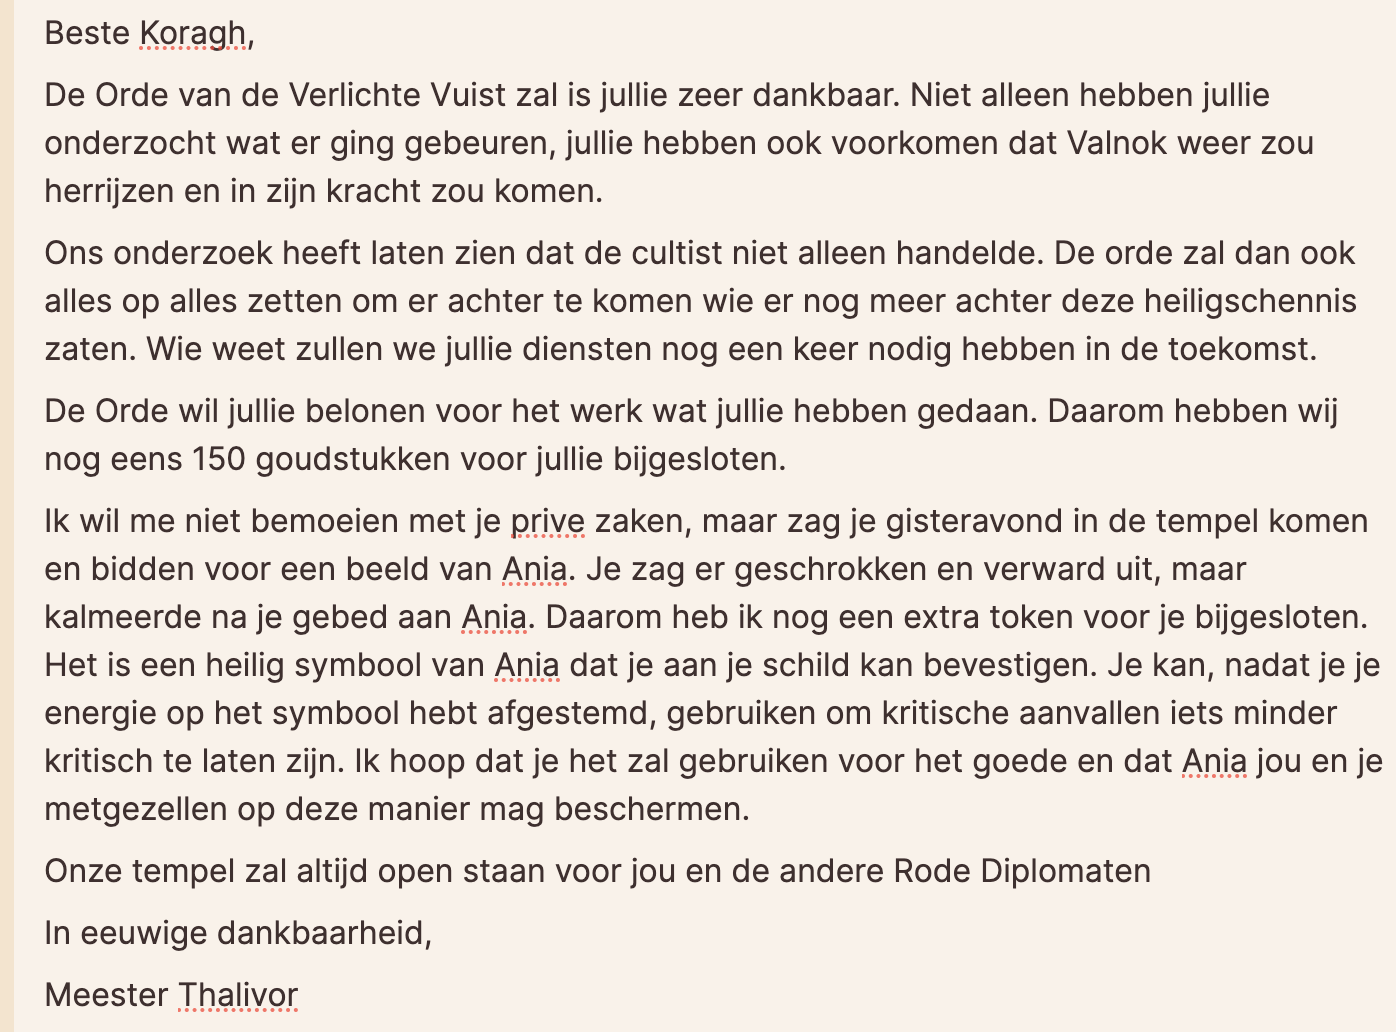 Beste Koragh,
De Orde van de Verlichte Vuist zal is jullie zeer dankbaar. Niet alleen hebben jullie
onderzocht wat er ging gebeuren, jullie hebben ook voorkomen dat Valnok weer zou
herrijzen en in zijn kracht zou komen.
Ons onderzoek heeft laten zien dat de cultist niet alleen handelde. De orde zal dan ook
alles op alles zetten om er achter te komen wie er nog meer achter deze heiligschennis
zaten. Wie weet zullen we jullie diensten nog een keer nodig hebben in de toekomst.
De Orde wil jullie belonen voor het werk wat jullie hebben gedaan. Daarom hebben wij
nog eens 150 goudstukken voor jullie bijgesloten.
Ik wil me niet bemoeien met je prive zaken, maar zag je gisteravond in de tempel komen
en bidden voor een beeld van Ania. Je zag er geschrokken en verward uit, maar
kalmeerde na je gebed aan Ania. Daarom heb ik nog een extra token voor je bijgesloten.
Het is een heilig symbool van Ania dat je aan je schild kan bevestigen. Je kan, nadat je je
energie op het symbool hebt afgestemd, gebruiken om kritische aanvallen iets minder
kritisch te laten zijn. Ik hoop dat je het zal gebruiken voor het goede en dat Ania jou en je
metgezellen op deze manier mag beschermen.
Onze tempel zal altijd open staan voor jou en de andere Rode Diplomaten
In eeuwige dankbaarheid,
Meester Thalivor